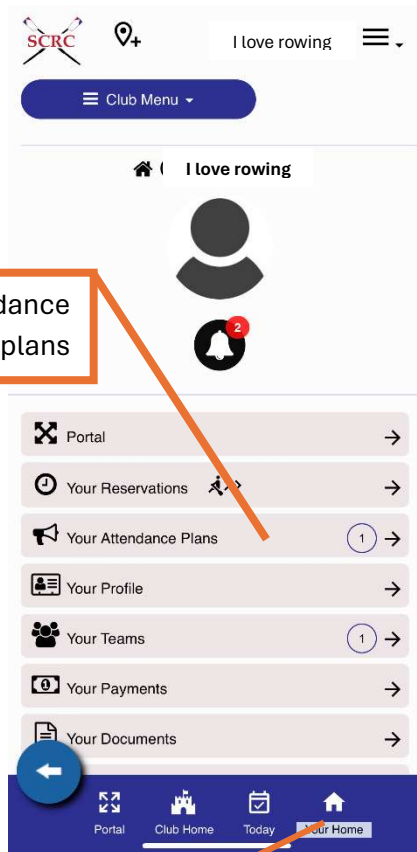 SCRC
I love rowing
Club Menu
I love rowing
2
dance
plans
Portal
Your Reservations
Your Attendance Plans 1
Your Profile
Your Teams 1
Your Payments
Your Documents
Portal Club Home Today Your Home